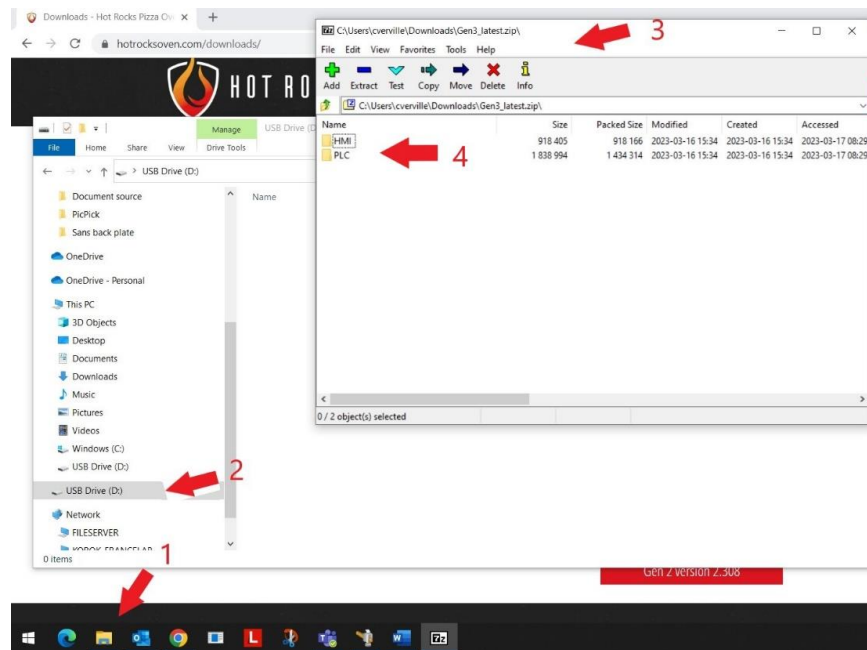 Downloads - Hot Rocks Pizza Ov
hotrocksoven.com/downloads/
HOT RO
C:\Users\cverville\Downloads\Gen3_latest.zip\
3
File Edit View Favorites Tools Help
Add Extract Test Copy Move Delete Info
C:\Users\cverville\Downloads\Gen3_latest.zip\
Name Size Packed Size Modified Created Accessed
HMI 918 405 918 166 2023-03-16 15:34 2023-03-16 15:34 2023-03-17 08:29
PLC 1 838 994 1 434 314 2023-03-16 15:34 2023-03-16 15:34 2023-03-17 08:29
4
0 / 2 object(s) selected
Manage USB Drive (D
File Home Share View Drive Tools
USB Drive (D:)
Name
Document source
PicPick
Sans back plate
OneDrive
OneDrive - Personal
This PC
3D Objects
Desktop
Documents
Downloads
Music
Pictures
Videos
Windows (C:)
USB Drive (D:)
2
USB Drive (D:)
Network
FILESERVER
0 items
1
Gen 2 version 2.308
L
7z